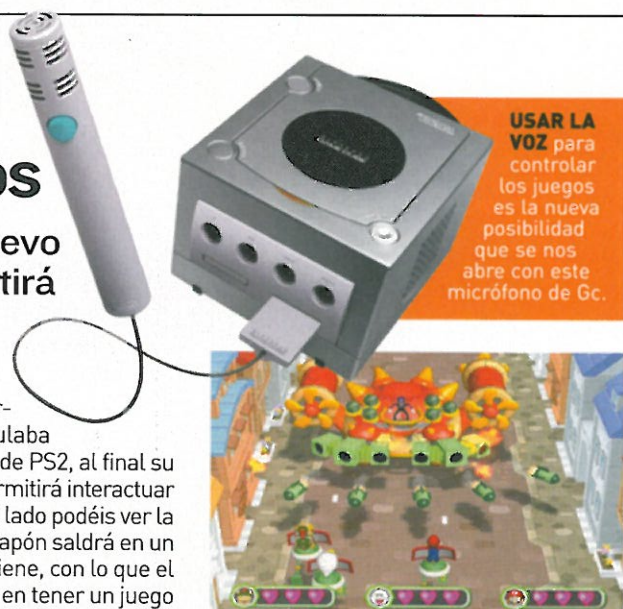 os
evo
tirá
r-
ulaba
de PS2, al final su
rmitirá interactuar
lado podéis ver la
apón saldrá en un
iene, con lo que el
en tener un juego
USAR LA
VOZ para
controlar
los juegos
es la nueva
posibilidad
que se nos
abre con este
micrófono de Gc.